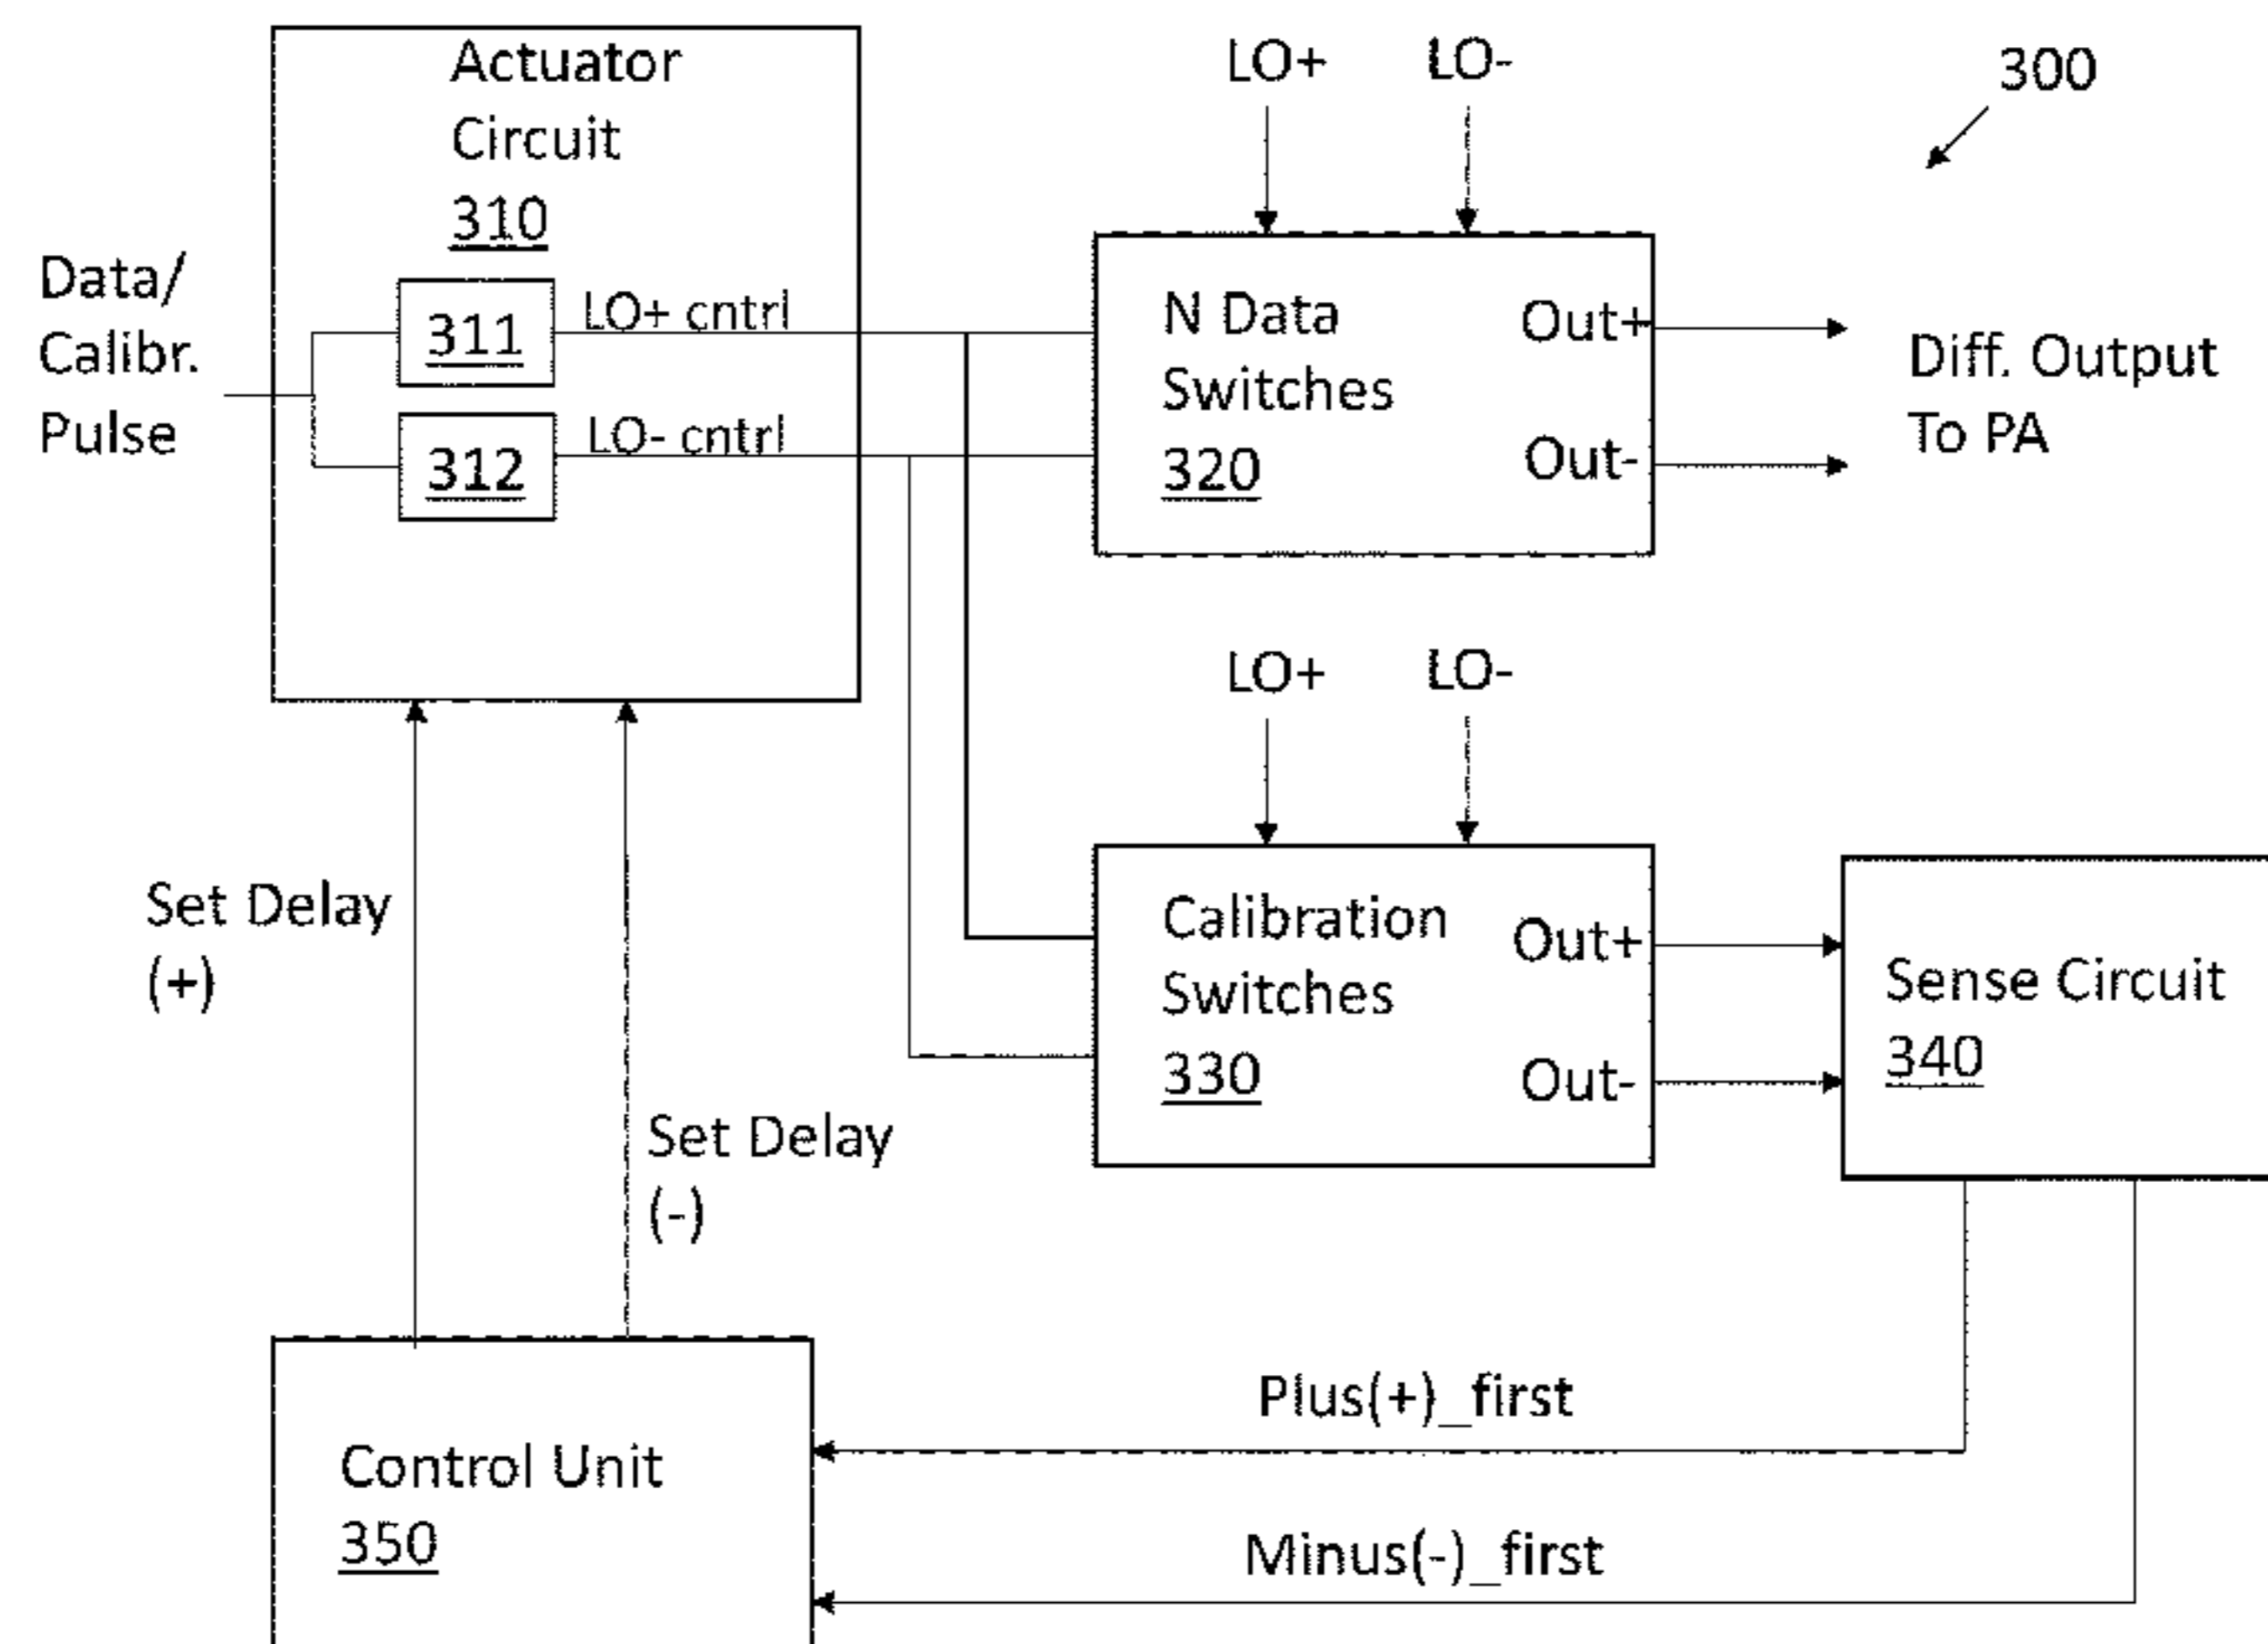 Actuator
Circuit
310
LO+
LO-
300
Data/
Calibr.
Pulse
311
LO+ cntrl
312
LO- cntrl
N Data
Switches
320
Out+
Out-
Diff. Output
To PA
LO+
LO-
Set Delay
(+)
Set Delay
(-)
Calibration
Switches
330
Out+
Out-
Sense Circuit
340
Plus(+)_first
Control Unit
350
Minus(-)_first